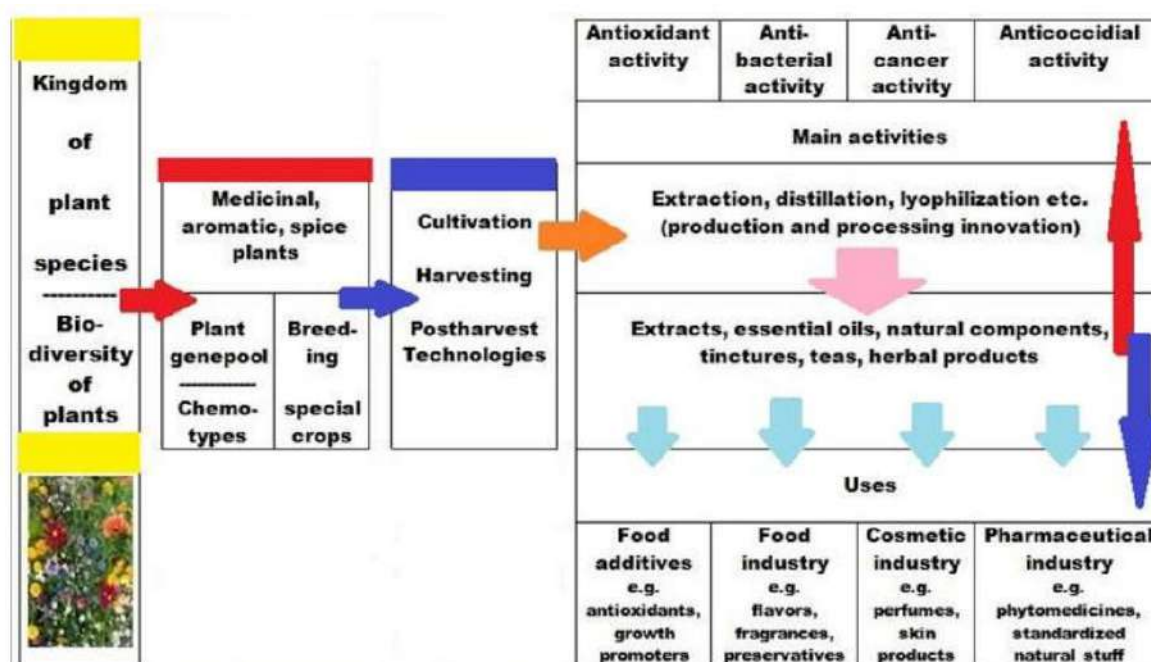 Kingdom
of
plant
species
----------
Bio-
diversity
of
plants
Medicinal,
aromatic, spice
plants
Plant
genepool
----------
Chemo-
types
Breed-
ing
special
crops
Cultivation
Harvesting
Postharvest
Technologies
Antioxidant
activity
Anti-
bacterial
activity
Anti-
cancer
activity
Anticoccidial
activity
Main activities
Extraction, distillation, lyophilization etc.
(production and processing innovation)
Extracts, essential oils, natural components,
tinctures, teas, herbal products
Uses
Food
additives
e.g.
antioxidants,
growth
promoters
Food
industry
e.g.
flavors,
fragrances,
preservatives
Cosmetic
industry
e.g.
perfumes,
skin
products
Pharmaceutical
industry
e.g.
phytomedicines,
standardized
natural stuff